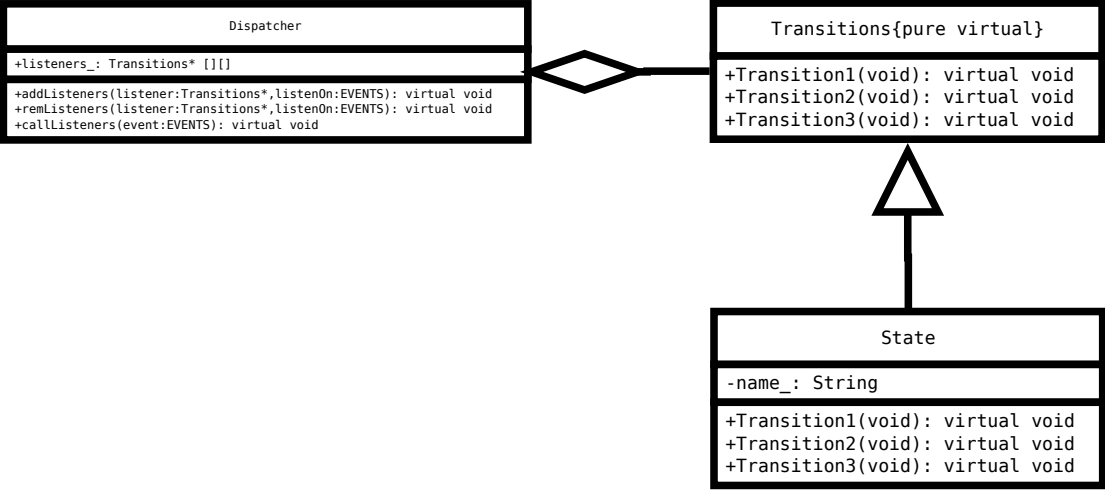 Dispatcher
+listeners_: Transitions* [][]
+addListeners(listener:Transitions*,listenOn:EVENTS): virtual void
+remListeners(listener:Transitions*,listenOn:EVENTS): virtual void
+callListeners(event:EVENTS): virtual void
Transitions{pure virtual}
+Transition1(void): virtual void
+Transition2(void): virtual void
+Transition3(void): virtual void
State
-name_: String
+Transition1(void): virtual void
+Transition2(void): virtual void
+Transition3(void): virtual void